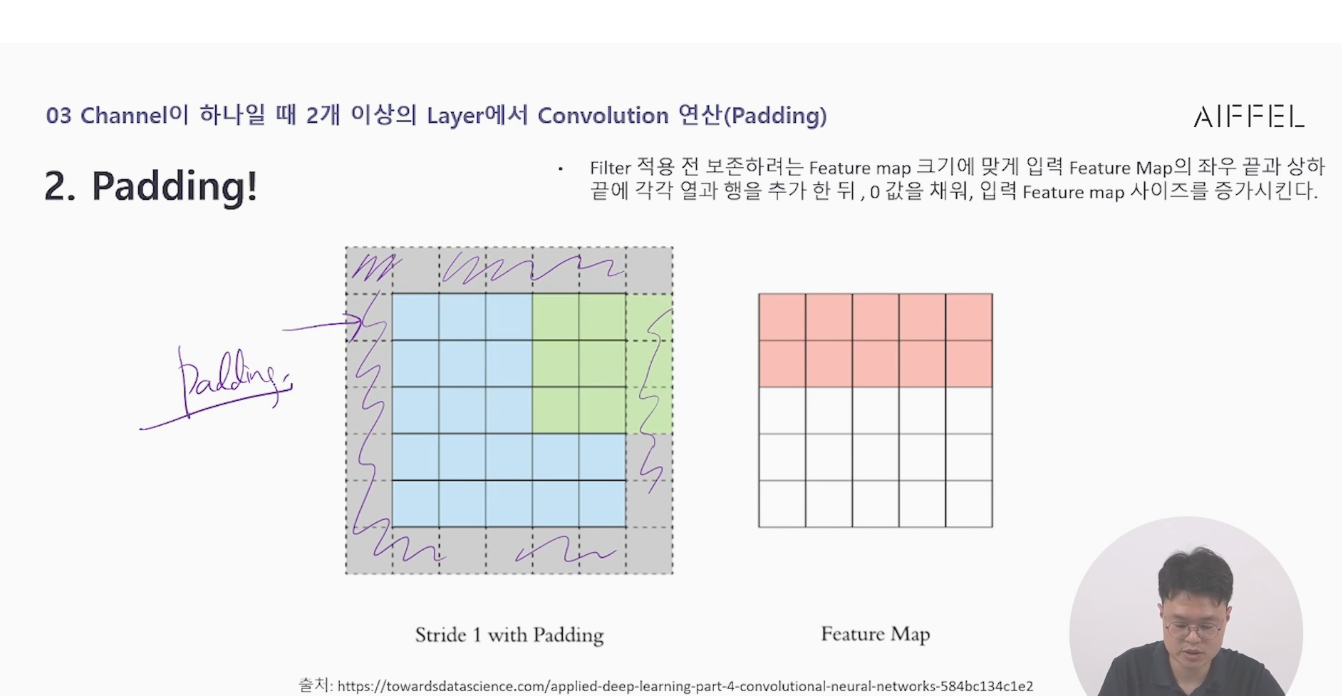 03 Channel이 하나일 때 2개 이상의 Layer에서 Convolution 연산(Padding)
AIFFEL
2. Padding!
• Filter 적용 전 보존하려는 Feature map 크기에 맞게 입력 Feature Map의 좌우 끝과 상하
끝에 각각 열과 행을 추가 한 뒤 , 0 값을 채워, 입력 Feature map 사이즈를 증가시킨다.
padding
Stride 1 with Padding
Feature Map
출처: https://towardsdatascience.com/applied-deep-learning-part-4-convolutional-neural-networks-584bc134c1e2